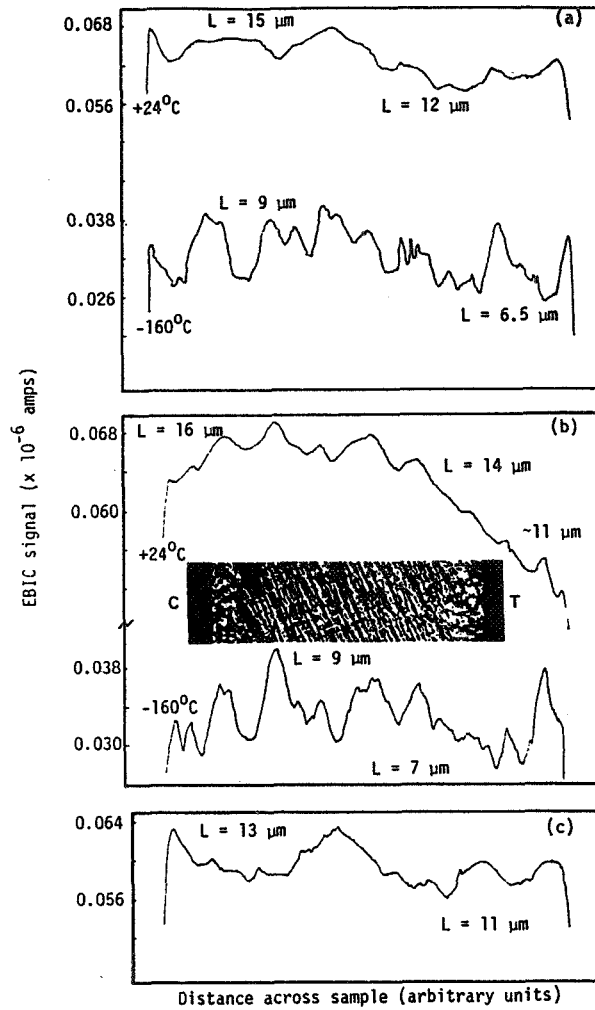 (a)
0.068
L = 15 μm
0.056
+24°C
L = 12 μm
0.038
L = 9 μm
0.026
-160°C
L = 6.5 μm
EBIC signal (x 10⁻⁶ amps)
(b)
0.068
L = 16 μm
L = 14 μm
0.060
~11 μm
+24°C
C
T
L = 9 μm
0.038
-160°C
0.030
L = 7 μm
(c)
0.064
L = 13 μm
0.056
L = 11 μm
Distance across sample (arbitrary units)